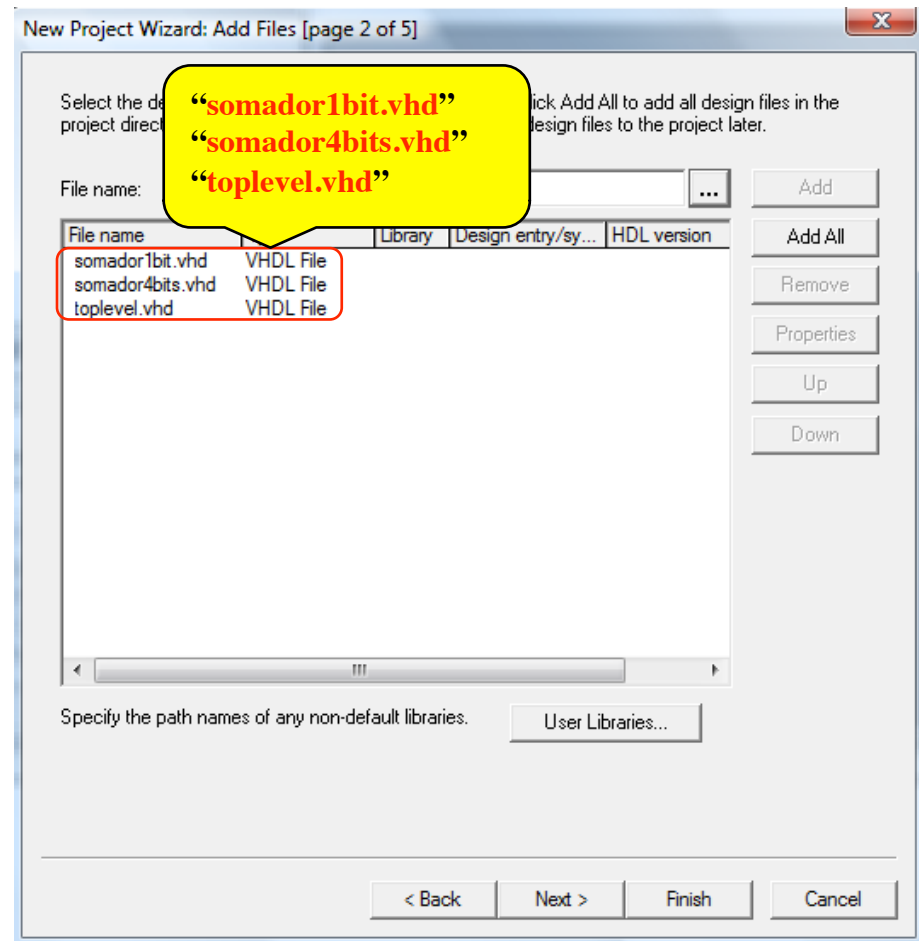 New Project Wizard: Add Files [page 2 of 5]
Select the de
lick Add All to add all design files in the
project direct
design files to the project later.
“somador1bit.vhd”
“somador4bits.vhd”
“toplevel.vhd”
File name:
...
Add
File name
Library
Design entry/sy...
HDL version
Add All
somador1bit.vhd VHDL File
somador4bits.vhd VHDL File
Remove
toplevel.vhd VHDL File
Properties
Up
Down
Specify the path names of any non-default libraries.
User Libraries...
< Back
Next >
Finish
Cancel